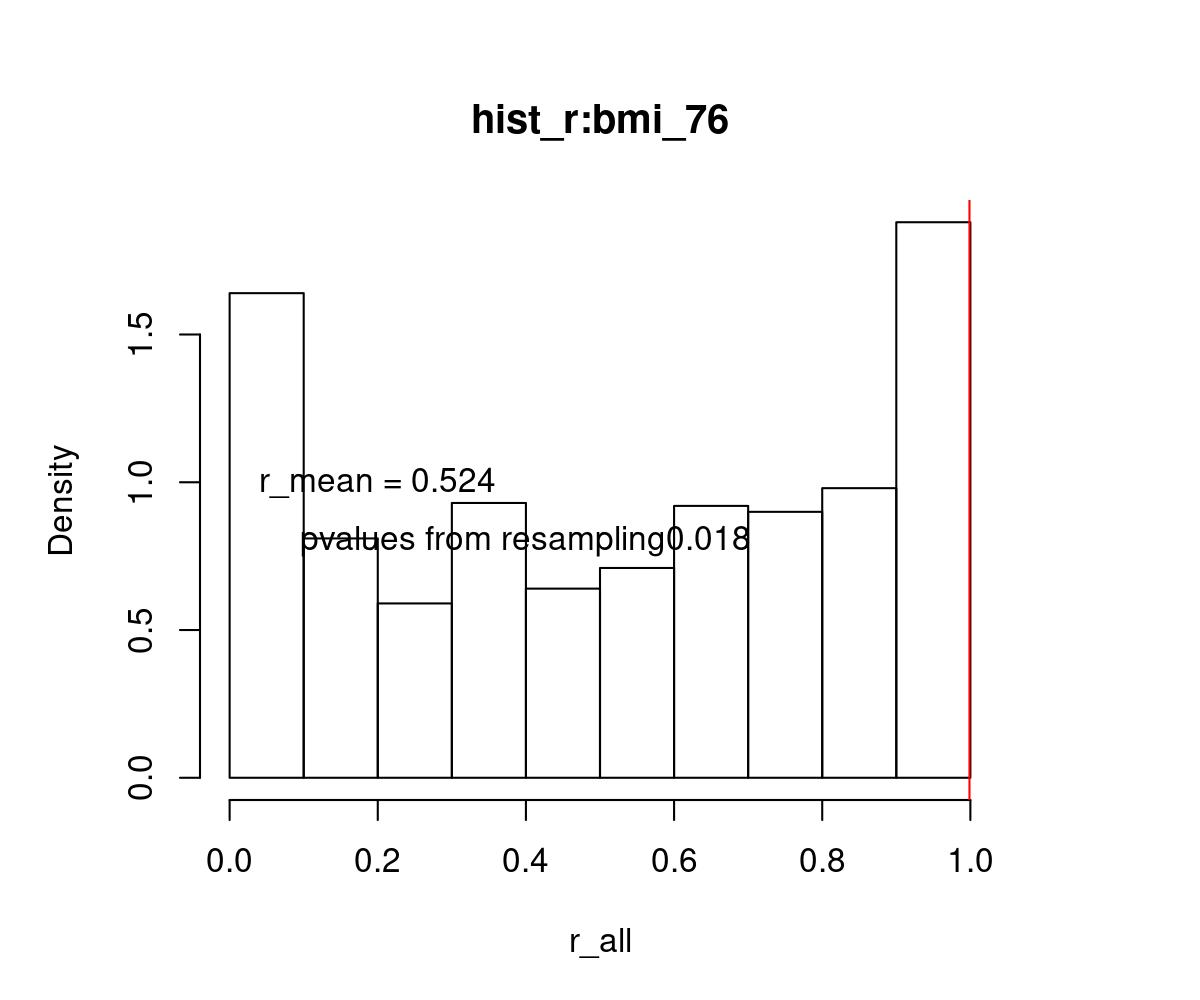 hist_r:bmi_76
1.5
1.0
0.5
0.0
Density
r_mean = 0.524
pvalues from resampling0.018
0.0 0.2 0.4 0.6 0.8 1.0
r_all